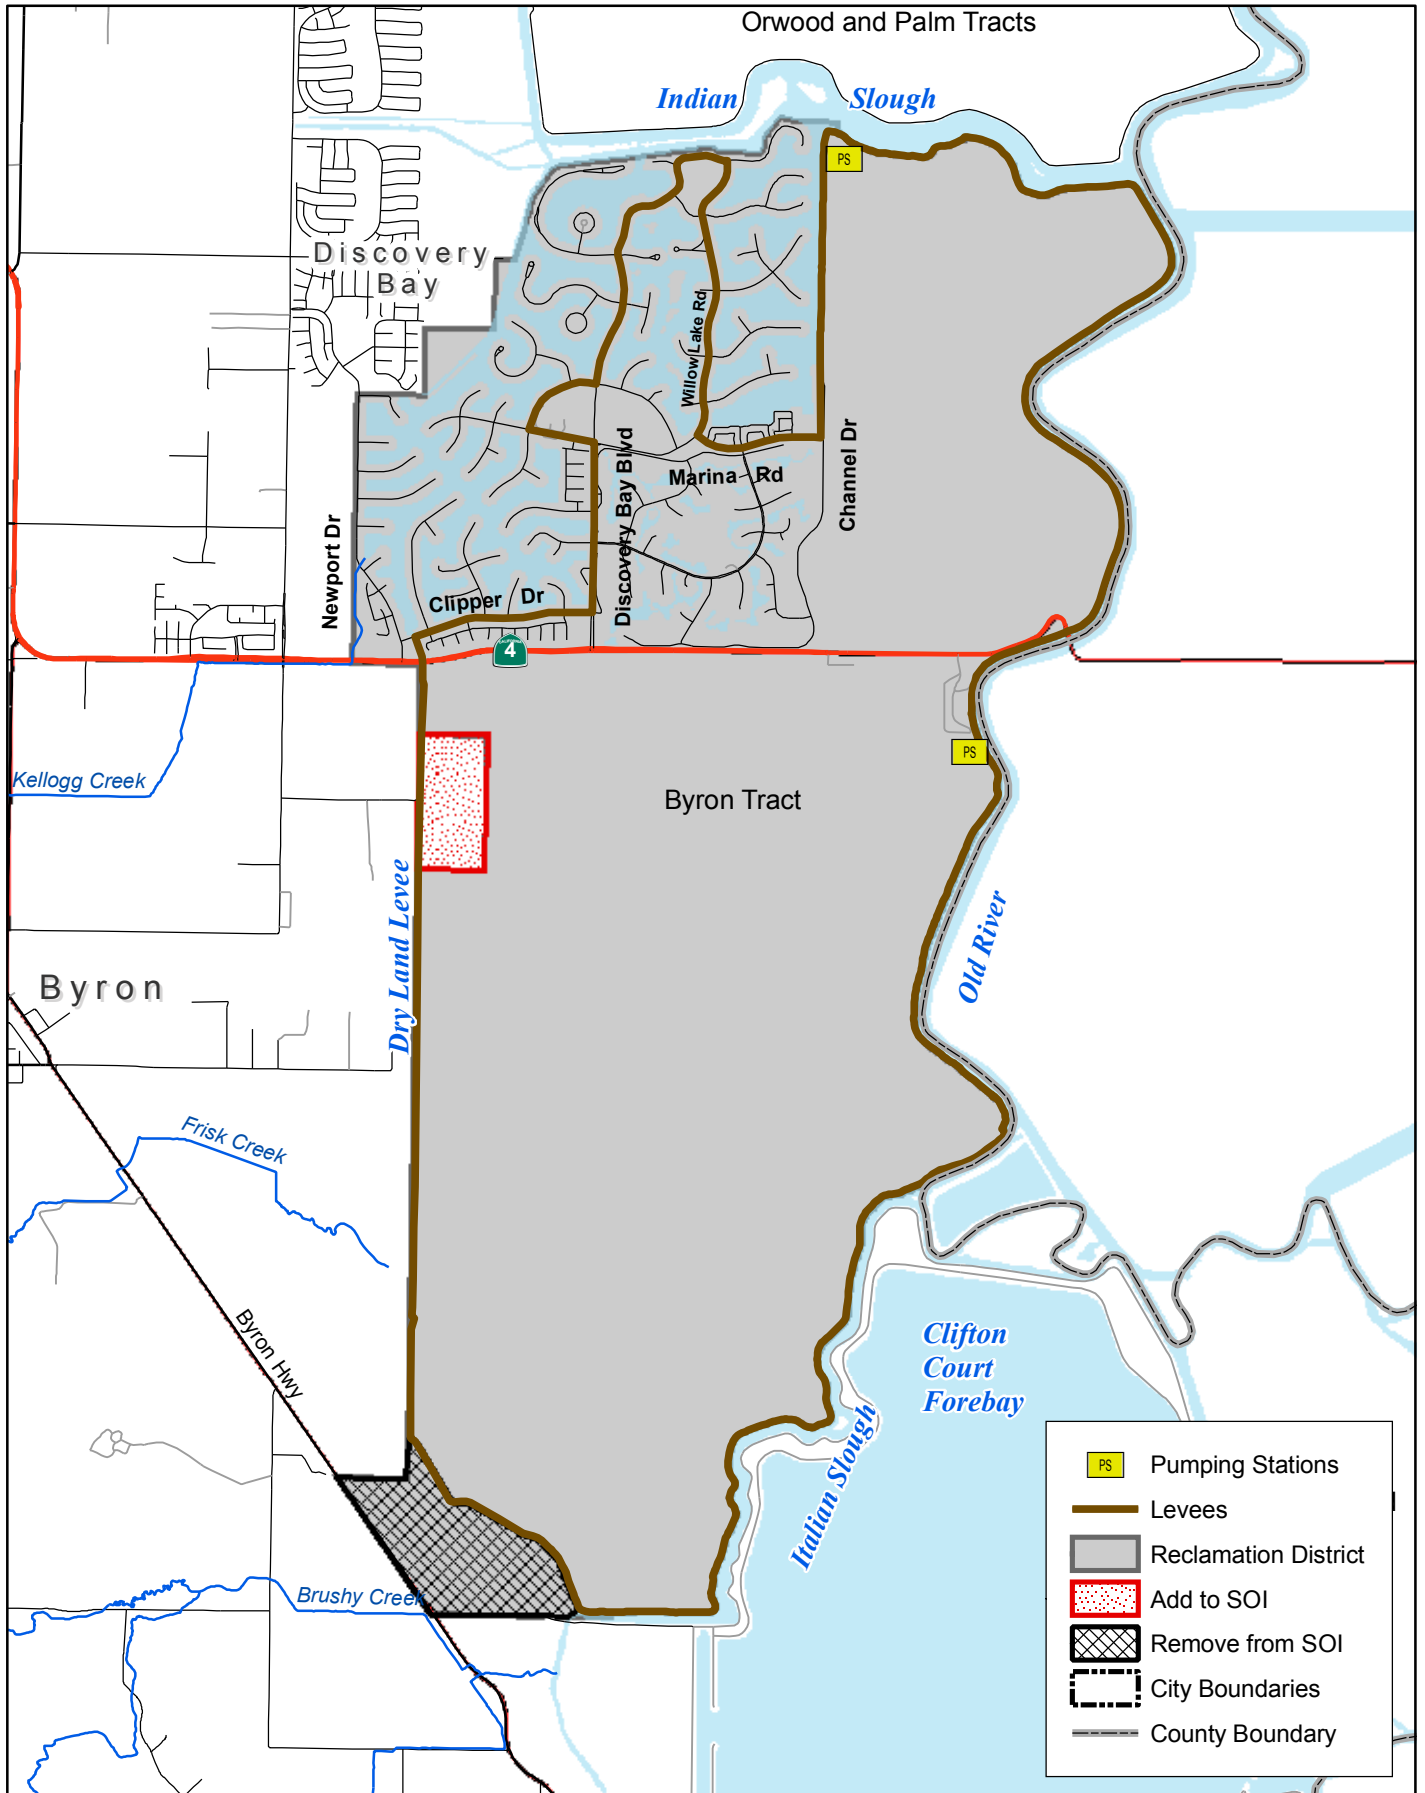 Orwood and Palm Tracts
Indian Slough
PS
Discovery
Bay
Willow Lake Rd
Discovery Bay Blvd
Marina Rd
Channel Dr
Newport Dr
Clipper Dr
CALIFORNIA
4
PS
Kellogg Creek
Byron Tract
Dry Land Levee
Old River
Byron
Frisk Creek
Byron Hwy
Clifton
Court
Forebay
Italian Slough
Brushy Creek
PS Pumping Stations
Levees
Reclamation District
Add to SOI
Remove from SOI
City Boundaries
County Boundary